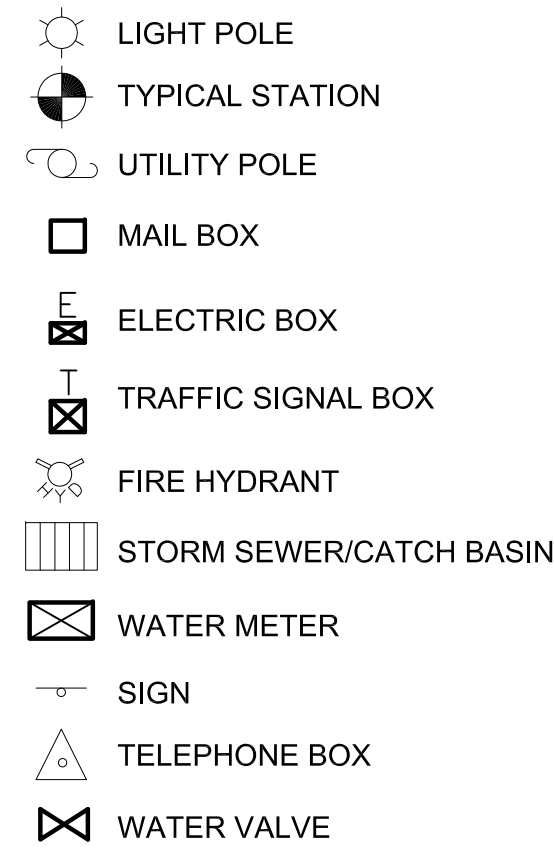 LIGHT POLE
TYPICAL STATION
UTILITY POLE
MAIL BOX
E
ELECTRIC BOX
T
TRAFFIC SIGNAL BOX
HYD
FIRE HYDRANT
STORM SEWER/CATCH BASIN
WATER METER
SIGN
TELEPHONE BOX
WATER VALVE